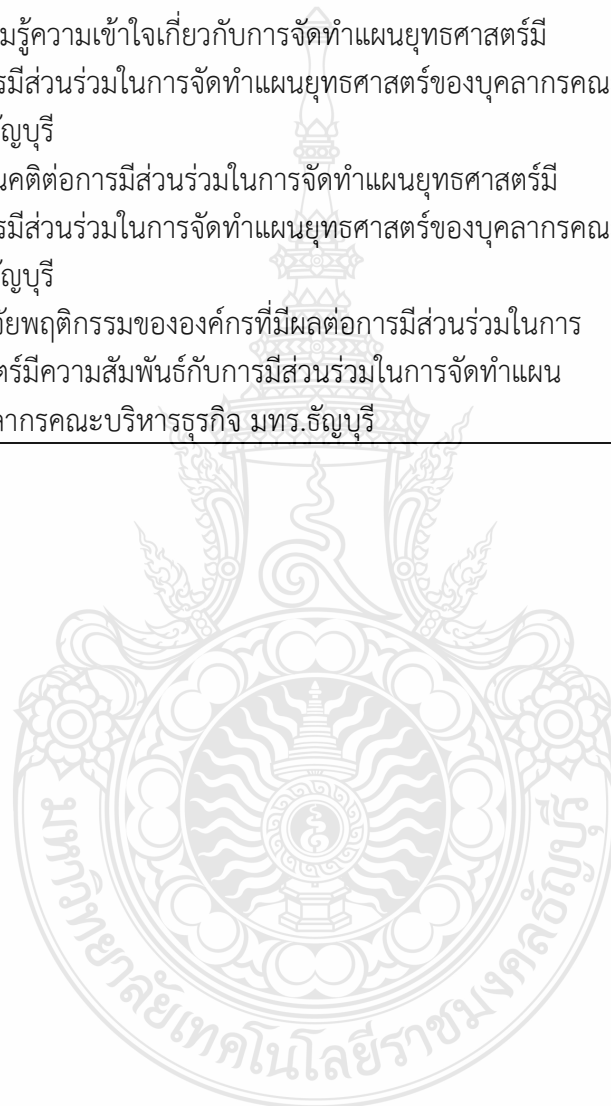 มรู้ความเข้าใจเกี่ยวกับการจัดทำแผนยุทธศาสตร์มี
รมีส่วนร่วมในการจัดทำแผนยุทธศาสตร์ของบุคลากรคณะ
ัญบุรี
นคติต่อการมีส่วนร่วมในการจัดทำแผนยุทธศาสตร์มี
รมีส่วนร่วมในการจัดทำแผนยุทธศาสตร์ของบุคลากรคณะ
ัญบุรี
ัยพฤติกรรมขององค์กรที่มีผลต่อการมีส่วนร่วมในการ
ตร์มีความสัมพันธ์กับการมีส่วนร่วมในการจัดทำแผน
ลากรคณะบริหารธุรกิจ มทร.ธัญบุรี
มหาวิทยาลัยเทคโนโลยีราชมงคลธัญบุรี